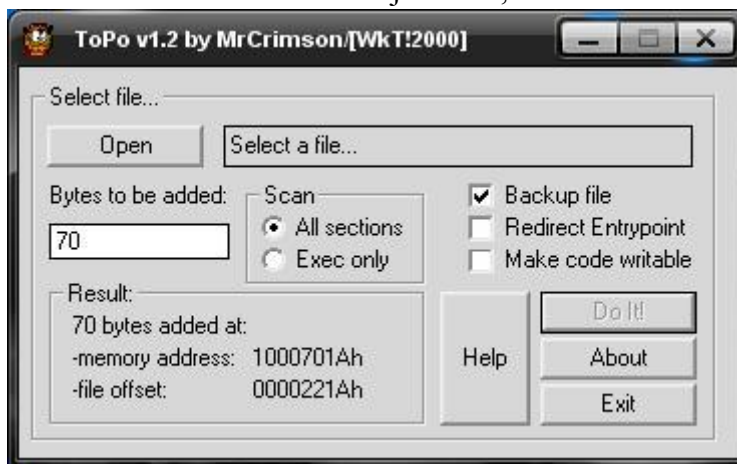 ToPo v1.2 by MrCrimson/[WkT!2000]
Select file...
Open
Select a file...
Bytes to be added:
70
Scan
All sections
Exec only
Backup file
Redirect Entrypoint
Make code writable
Result:
70 bytes added at:
-memory address: 1000701Ah
-file offset: 0000221Ah
Help
Do It!
About
Exit